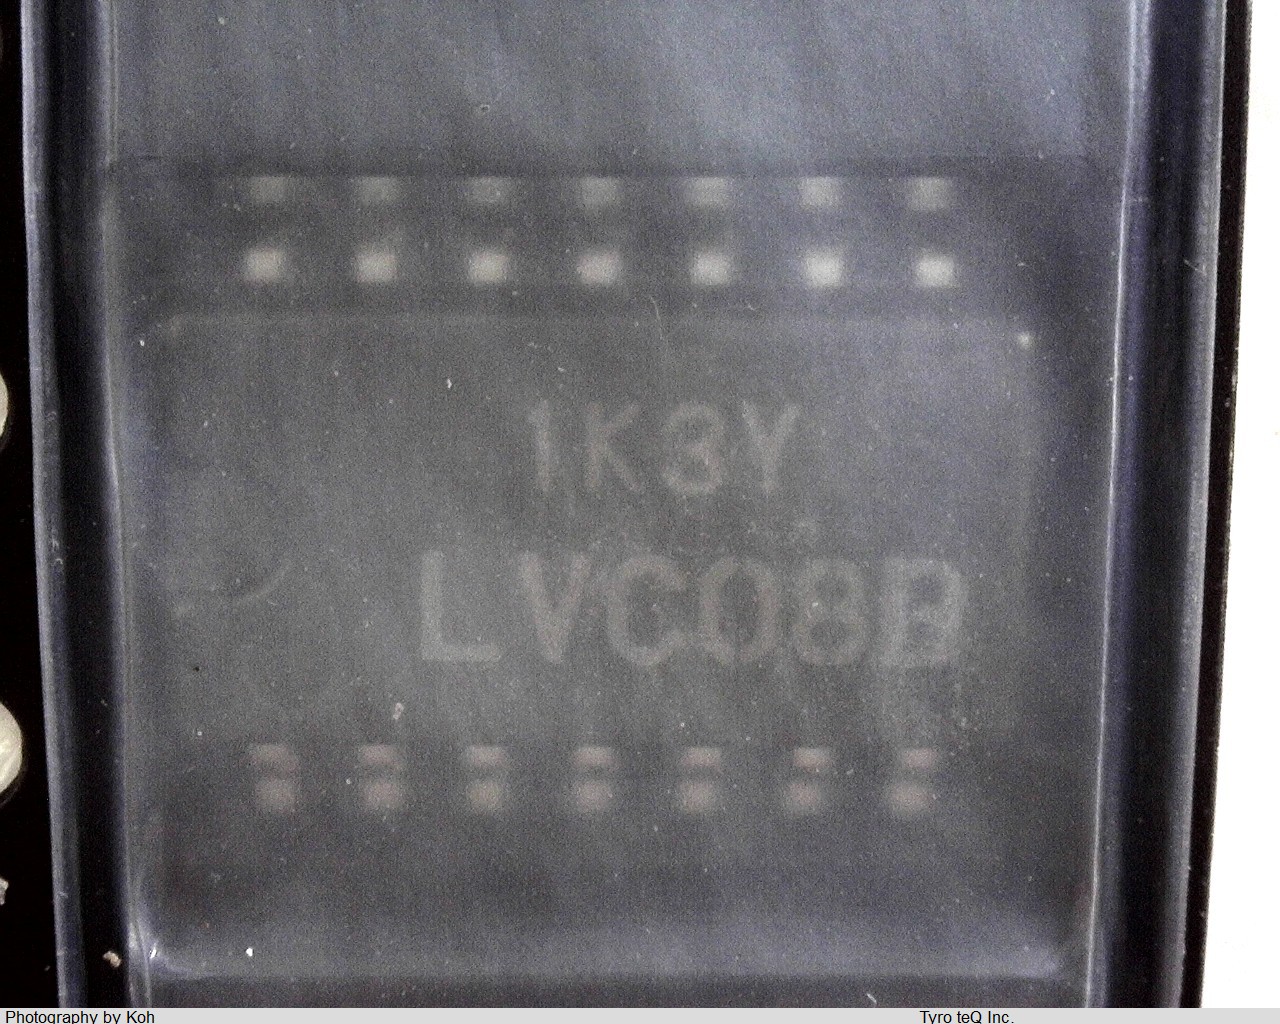 1K3Y
LVC08B
Photography by Koh
Tyro teQ Inc.